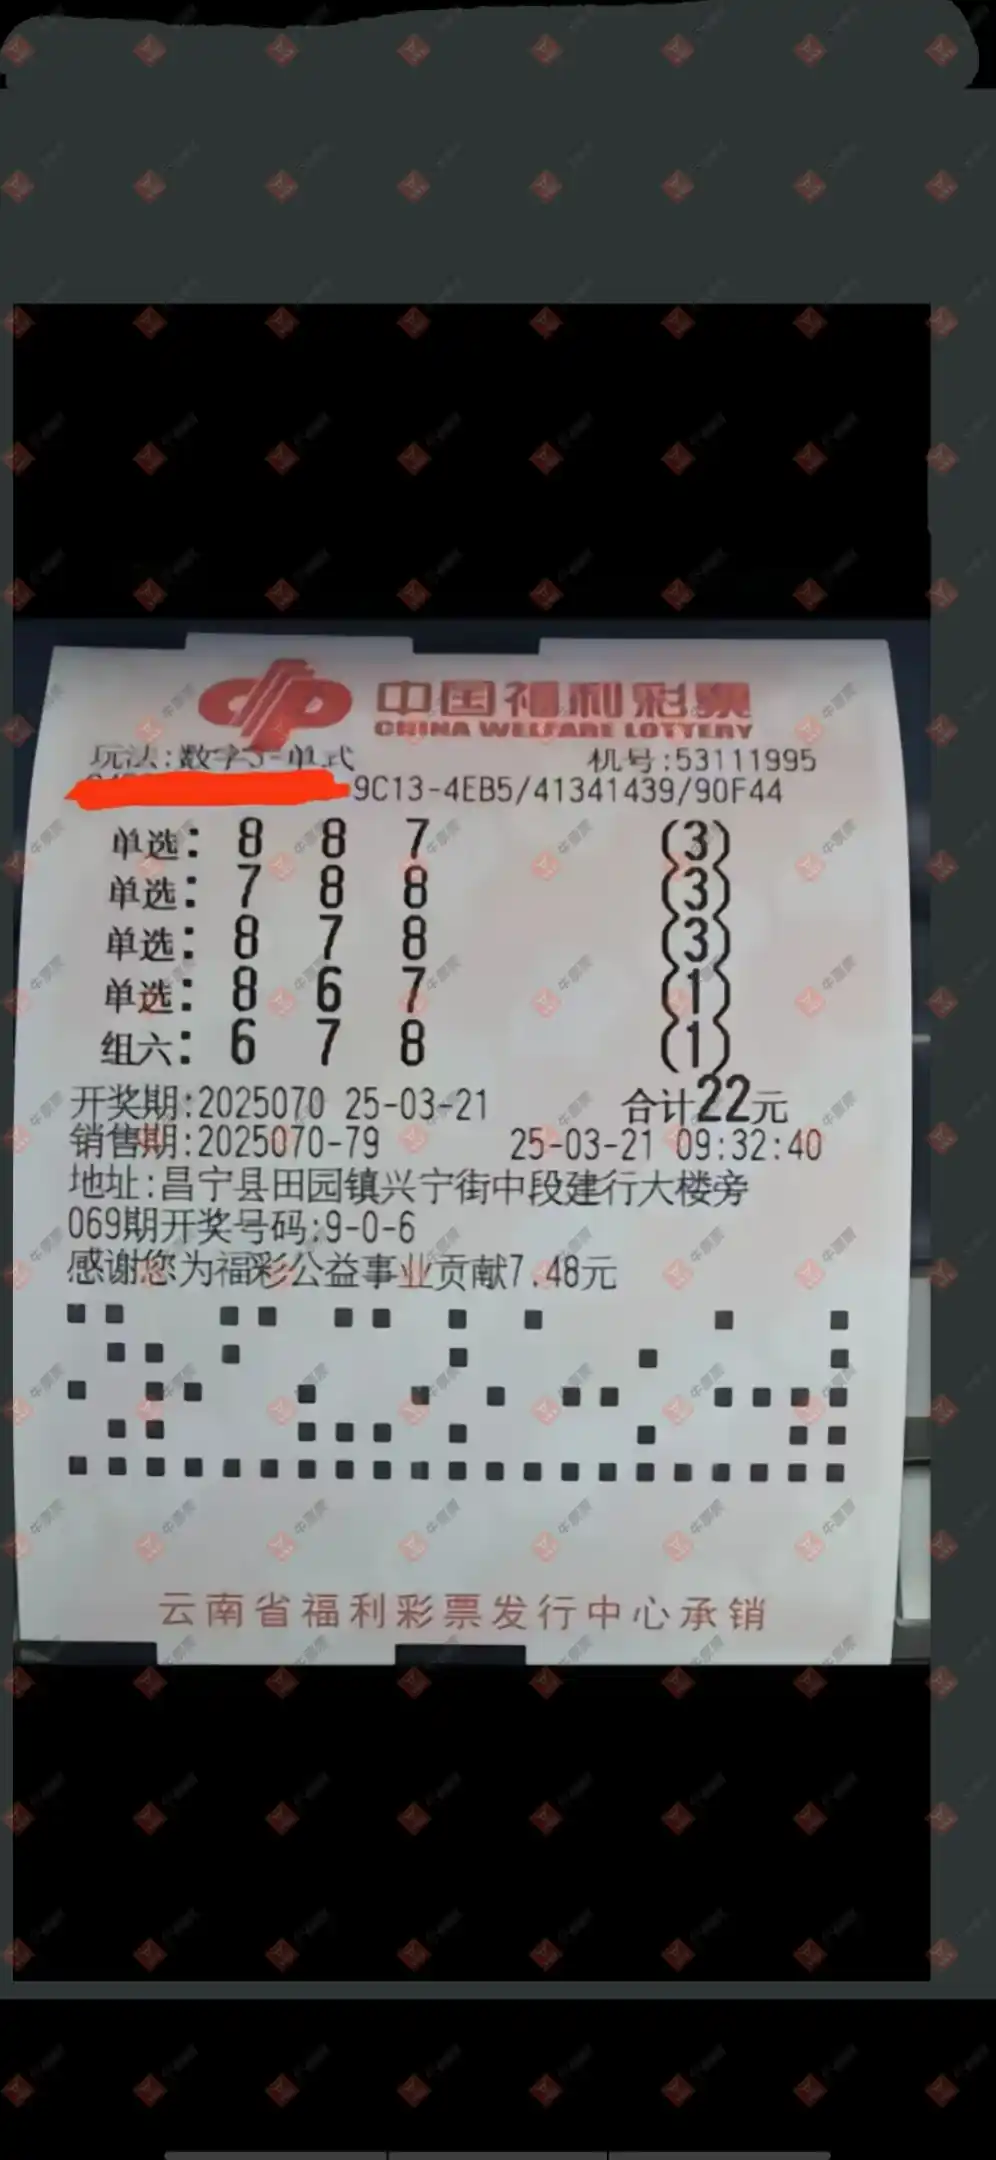 中国福利彩票
CHINA WELFARE LOTTERY
玩法:数字3-单式 机号:53111995
9C13-4EB5/41341439/90F44
单选: 8 8 7 (3)
单选: 7 8 8 (3)
单选: 8 7 8 (3)
单选: 8 6 7 (1)
组六: 6 7 8 (1)
开奖期:2025070 25-03-21 合计22元
销售期:2025070-79 25-03-21 09:32:40
地址:昌宁县田园镇兴宁街中段建行大楼旁
069期开奖号码:9-0-6
感谢您为福彩公益事业贡献7.48元
云南省福利彩票发行中心承销